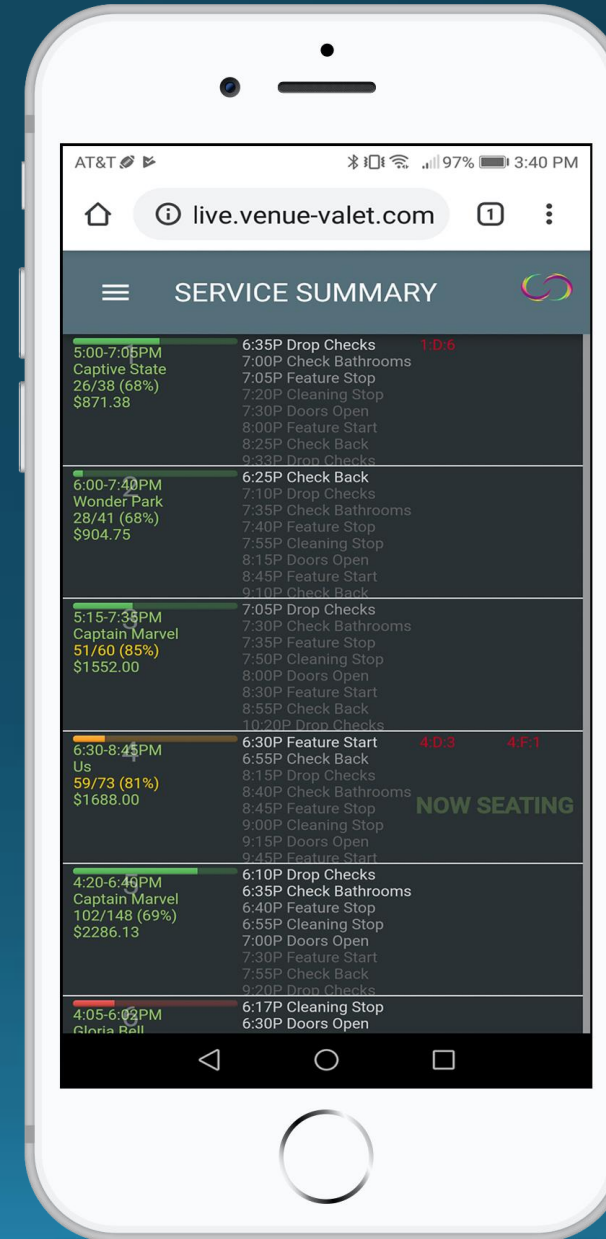 AT&T 97% 3:40 PM
live.venue-valet.com 1
SERVICE SUMMARY
1
5:00-7:05PM
Captive State
26/38 (68%)
$871.38
6:35P Drop Checks 1:D:6
7:00P Check Bathrooms
7:05P Feature Stop
7:20P Cleaning Stop
7:30P Doors Open
8:00P Feature Start
8:25P Check Back
9:33P Drop Checks
2
6:00-7:40PM
Wonder Park
28/41 (68%)
$904.75
6:25P Check Back
7:10P Drop Checks
7:35P Check Bathrooms
7:40P Feature Stop
7:55P Cleaning Stop
8:15P Doors Open
8:45P Feature Start
9:10P Check Back
3
5:15-7:35PM
Captain Marvel
51/60 (85%)
$1552.00
7:05P Drop Checks
7:30P Check Bathrooms
7:35P Feature Stop
7:50P Cleaning Stop
8:00P Doors Open
8:30P Feature Start
8:55P Check Back
10:20P Drop Checks
4
6:30-8:45PM
Us
59/73 (81%)
$1688.00
6:30P Feature Start 4:D:3 4:F:1
6:55P Check Back
8:15P Drop Checks
8:40P Check Bathrooms
8:45P Feature Stop
NOW SEATING
9:00P Cleaning Stop
9:15P Doors Open
9:45P Feature Start
5
4:20-6:40PM
Captain Marvel
102/148 (69%)
$2286.13
6:10P Drop Checks
6:35P Check Bathrooms
6:40P Feature Stop
6:55P Cleaning Stop
7:00P Doors Open
7:30P Feature Start
7:55P Check Back
9:20P Drop Checks
6
4:05-6:02PM
Gloria Bell
6:17P Cleaning Stop
6:30P Doors Open